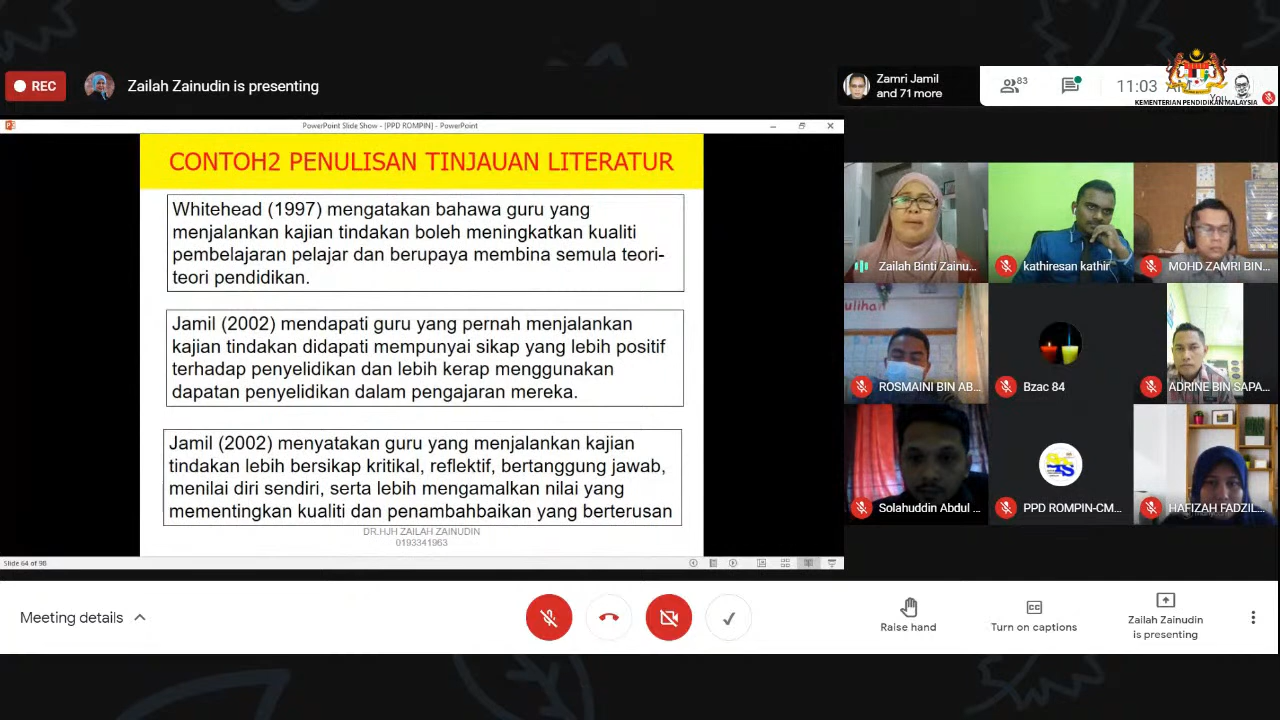 REC
Zailah Zainudin is presenting
Zamri Jamil
and 71 more
83
11:03 AM
You
KEMENTERIAN PENDIDIKAN MALAYSIA
PowerPoint Slide Show - [PPD ROMPIN] - PowerPoint
CONTOH2 PENULISAN TINJAUAN LITERATUR
Whitehead (1997) mengatakan bahawa guru yang
menjalankan kajian tindakan boleh meningkatkan kualiti
pembelajaran pelajar dan berupaya membina semula teori-
teori pendidikan.
Jamil (2002) mendapati guru yang pernah menjalankan
kajian tindakan didapati mempunyai sikap yang lebih positif
terhadap penyelidikan dan lebih kerap menggunakan
dapatan penyelidikan dalam pengajaran mereka.
Jamil (2002) menyatakan guru yang menjalankan kajian
tindakan lebih bersikap kritikal, reflektif, bertanggung jawab,
menilai diri sendiri, serta lebih mengamalkan nilai yang
mementingkan kualiti dan penambahbaikan yang berterusan
DR.HJH ZAILAH ZAINUDIN
0193341963
Slide 64 of 98
Zailah Binti Zainu...
kathiresan kathir
MOHD ZAMRI BIN...
ROSMAINI BIN AB...
Bzac 84
ADRINE BIN SAPA...
Solahuddin Abdul ...
PPD ROMPIN-CM...
HAFIZAH FADZIL...
Meeting details
Raise hand
Turn on captions
Zailah Zainudin
is presenting